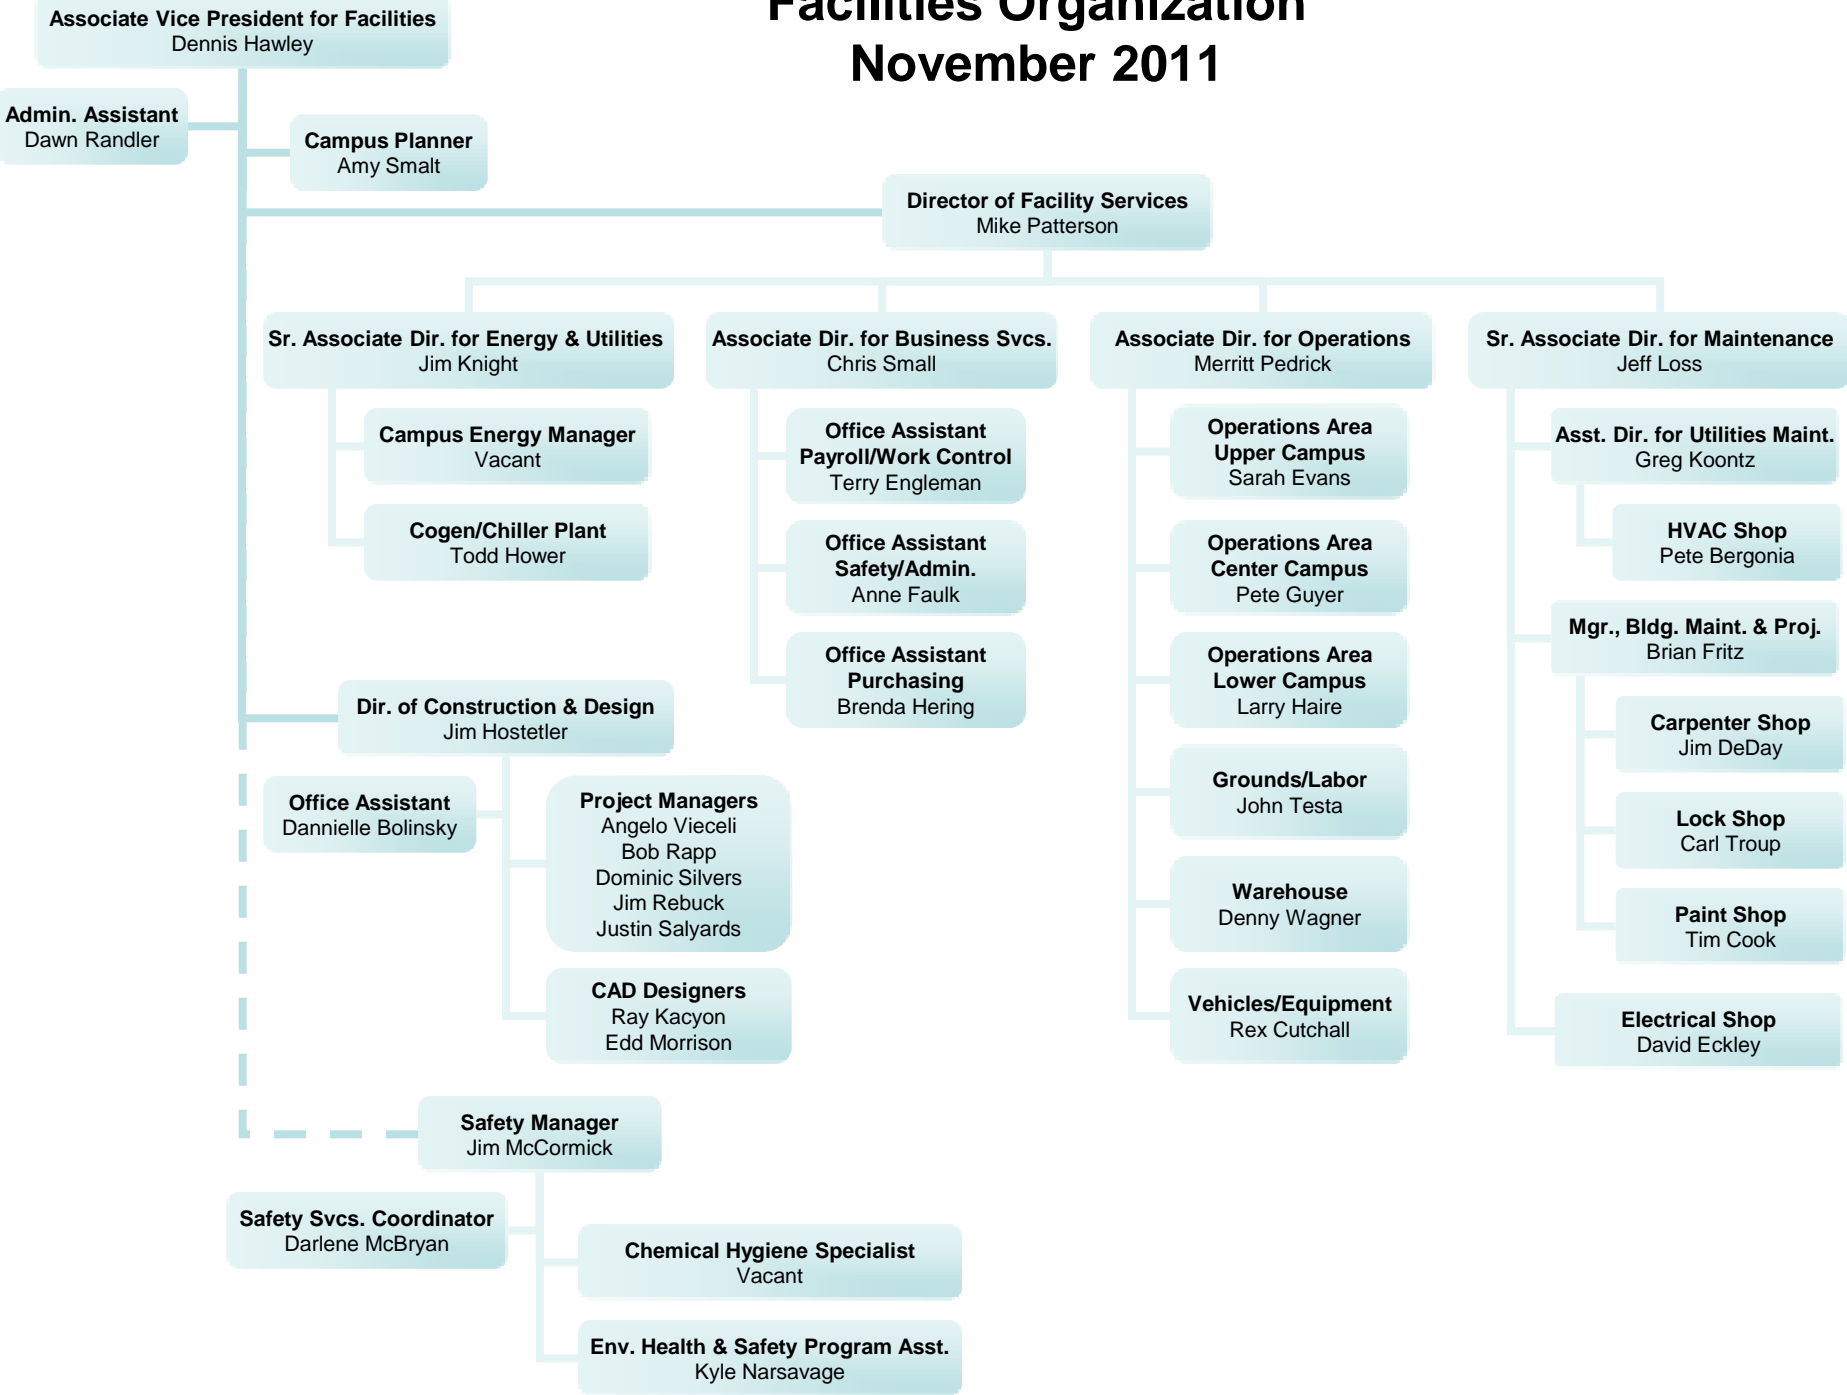 Facilities Organization
November 2011
Associate Vice President for Facilities
Dennis Hawley
Admin. Assistant
Dawn Randler
Campus Planner
Amy Smalt
Director of Facility Services
Mike Patterson
Sr. Associate Dir. for Energy & Utilities
Jim Knight
Campus Energy Manager
Vacant
Cogen/Chiller Plant
Todd Hower
Associate Dir. for Business Svcs.
Chris Small
Office Assistant
Payroll/Work Control
Terry Engleman
Office Assistant
Safety/Admin.
Anne Faulk
Office Assistant
Purchasing
Brenda Hering
Associate Dir. for Operations
Merritt Pedrick
Operations Area
Upper Campus
Sarah Evans
Operations Area
Center Campus
Pete Guyer
Operations Area
Lower Campus
Larry Haire
Grounds/Labor
John Testa
Warehouse
Denny Wagner
Vehicles/Equipment
Rex Cutchall
Sr. Associate Dir. for Maintenance
Jeff Loss
Asst. Dir. for Utilities Maint.
Greg Koontz
HVAC Shop
Pete Bergonia
Mgr., Bldg. Maint. & Proj.
Brian Fritz
Carpenter Shop
Jim DeDay
Lock Shop
Carl Troup
Paint Shop
Tim Cook
Electrical Shop
David Eckley
Dir. of Construction & Design
Jim Hostetler
Office Assistant
Dannielle Bolinsky
Project Managers
Angelo Vieceli
Bob Rapp
Dominic Silvers
Jim Rebuck
Justin Salyards
CAD Designers
Ray Kacyon
Edd Morrison
Safety Manager
Jim McCormick
Safety Svcs. Coordinator
Darlene McBryan
Chemical Hygiene Specialist
Vacant
Env. Health & Safety Program Asst.
Kyle Narsavage